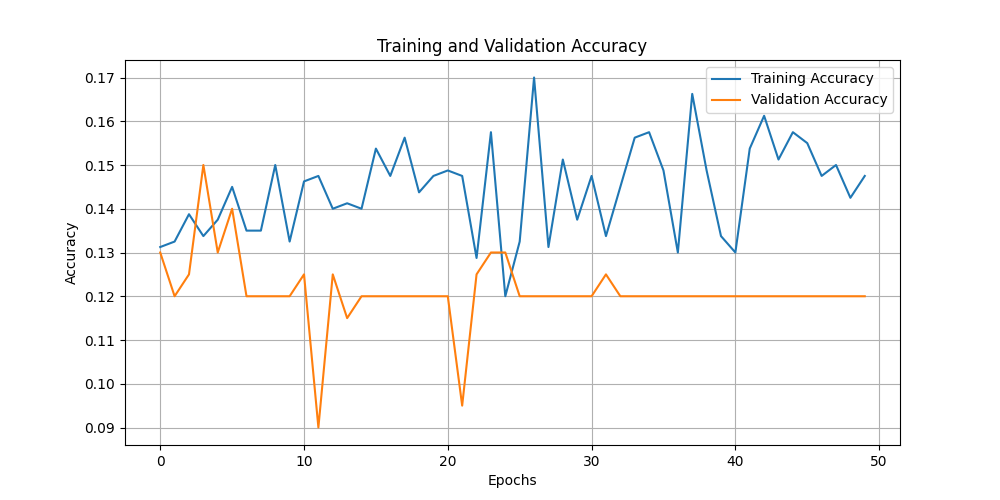 Training and Validation Accuracy
Training Accuracy
Validation Accuracy
Accuracy
0.17
0.16
0.15
0.14
0.13
0.12
0.11
0.10
0.09
0 10 20 30 40 50
Epochs